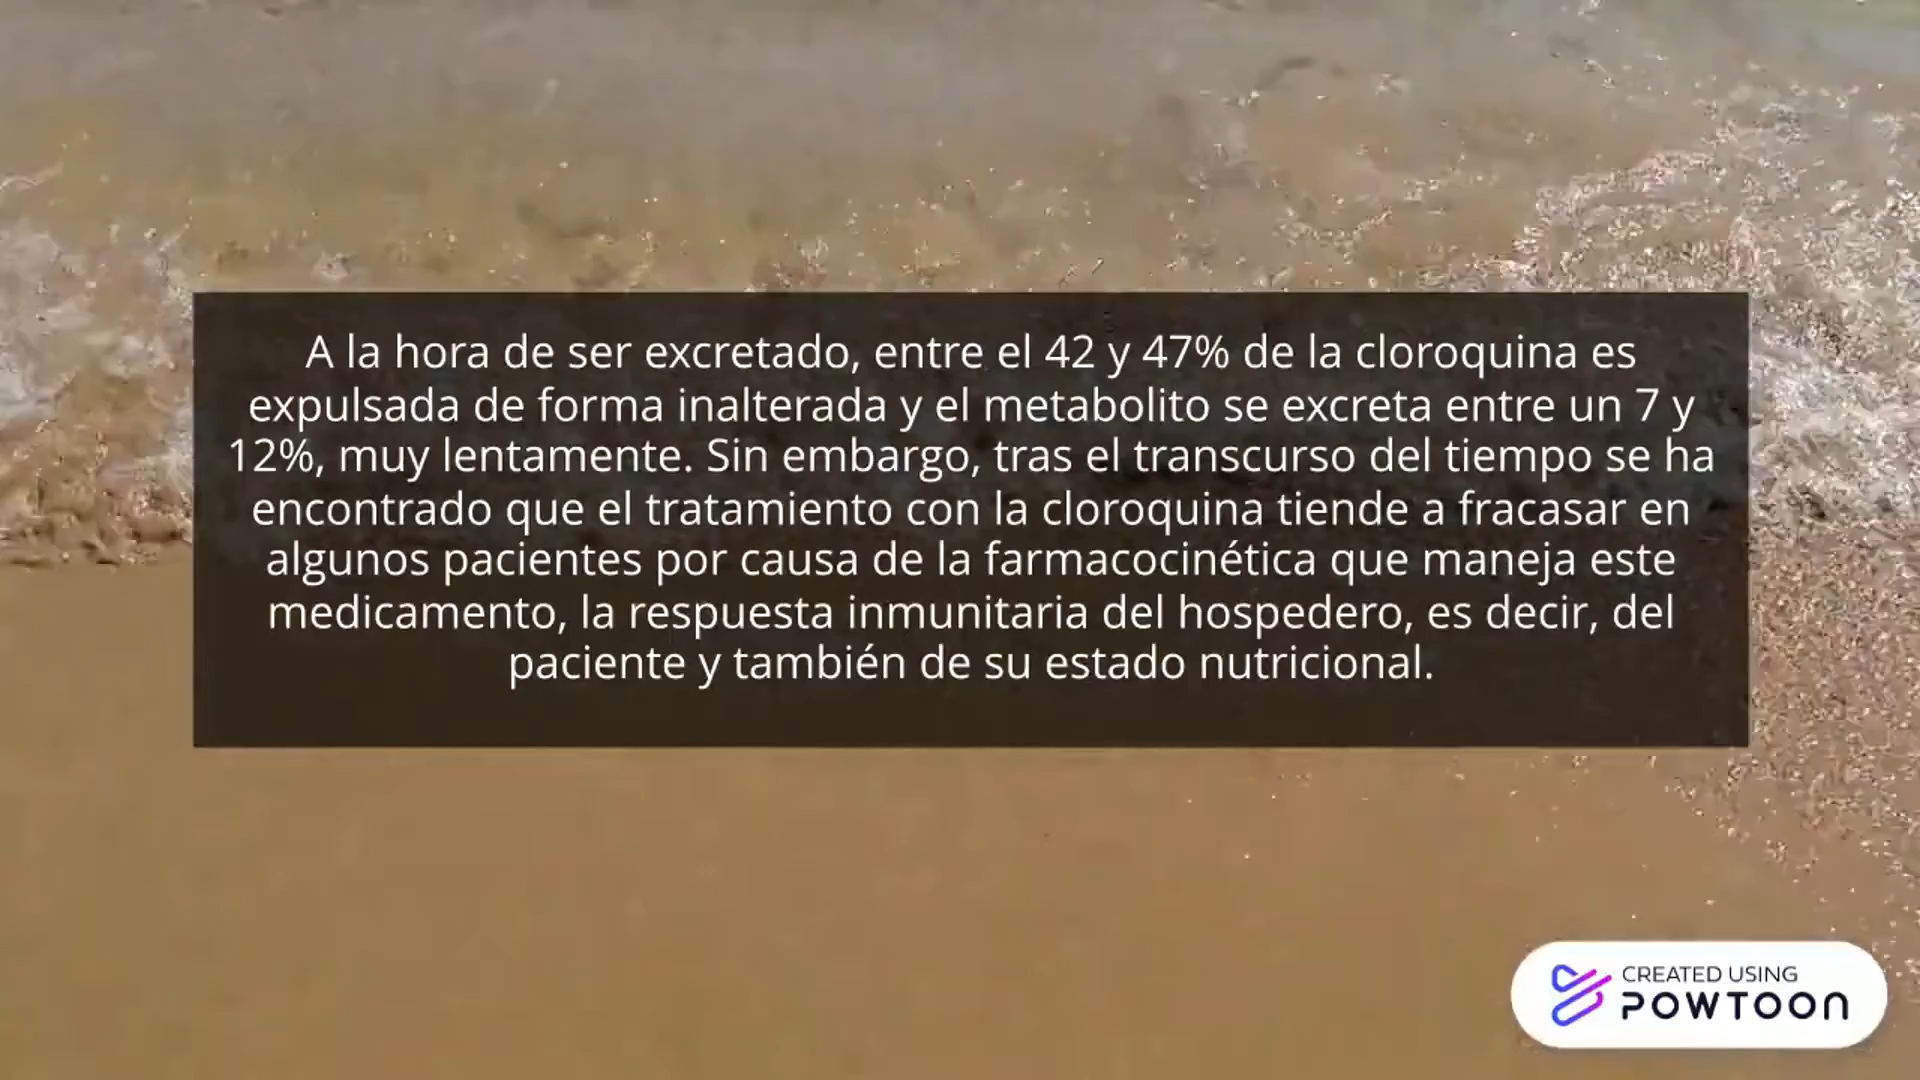 A la hora de ser excretado, entre el 42 y 47% de la cloroquina es
expulsada de forma inalterada y el metabolito se excreta entre un 7 y
12%, muy lentamente. Sin embargo, tras el transcurso del tiempo se ha
encontrado que el tratamiento con la cloroquina tiende a fracasar en
algunos pacientes por causa de la farmacocinética que maneja este
medicamento, la respuesta inmunitaria del hospedero, es decir, del
paciente y también de su estado nutricional.
CREATED USING
POWTOON